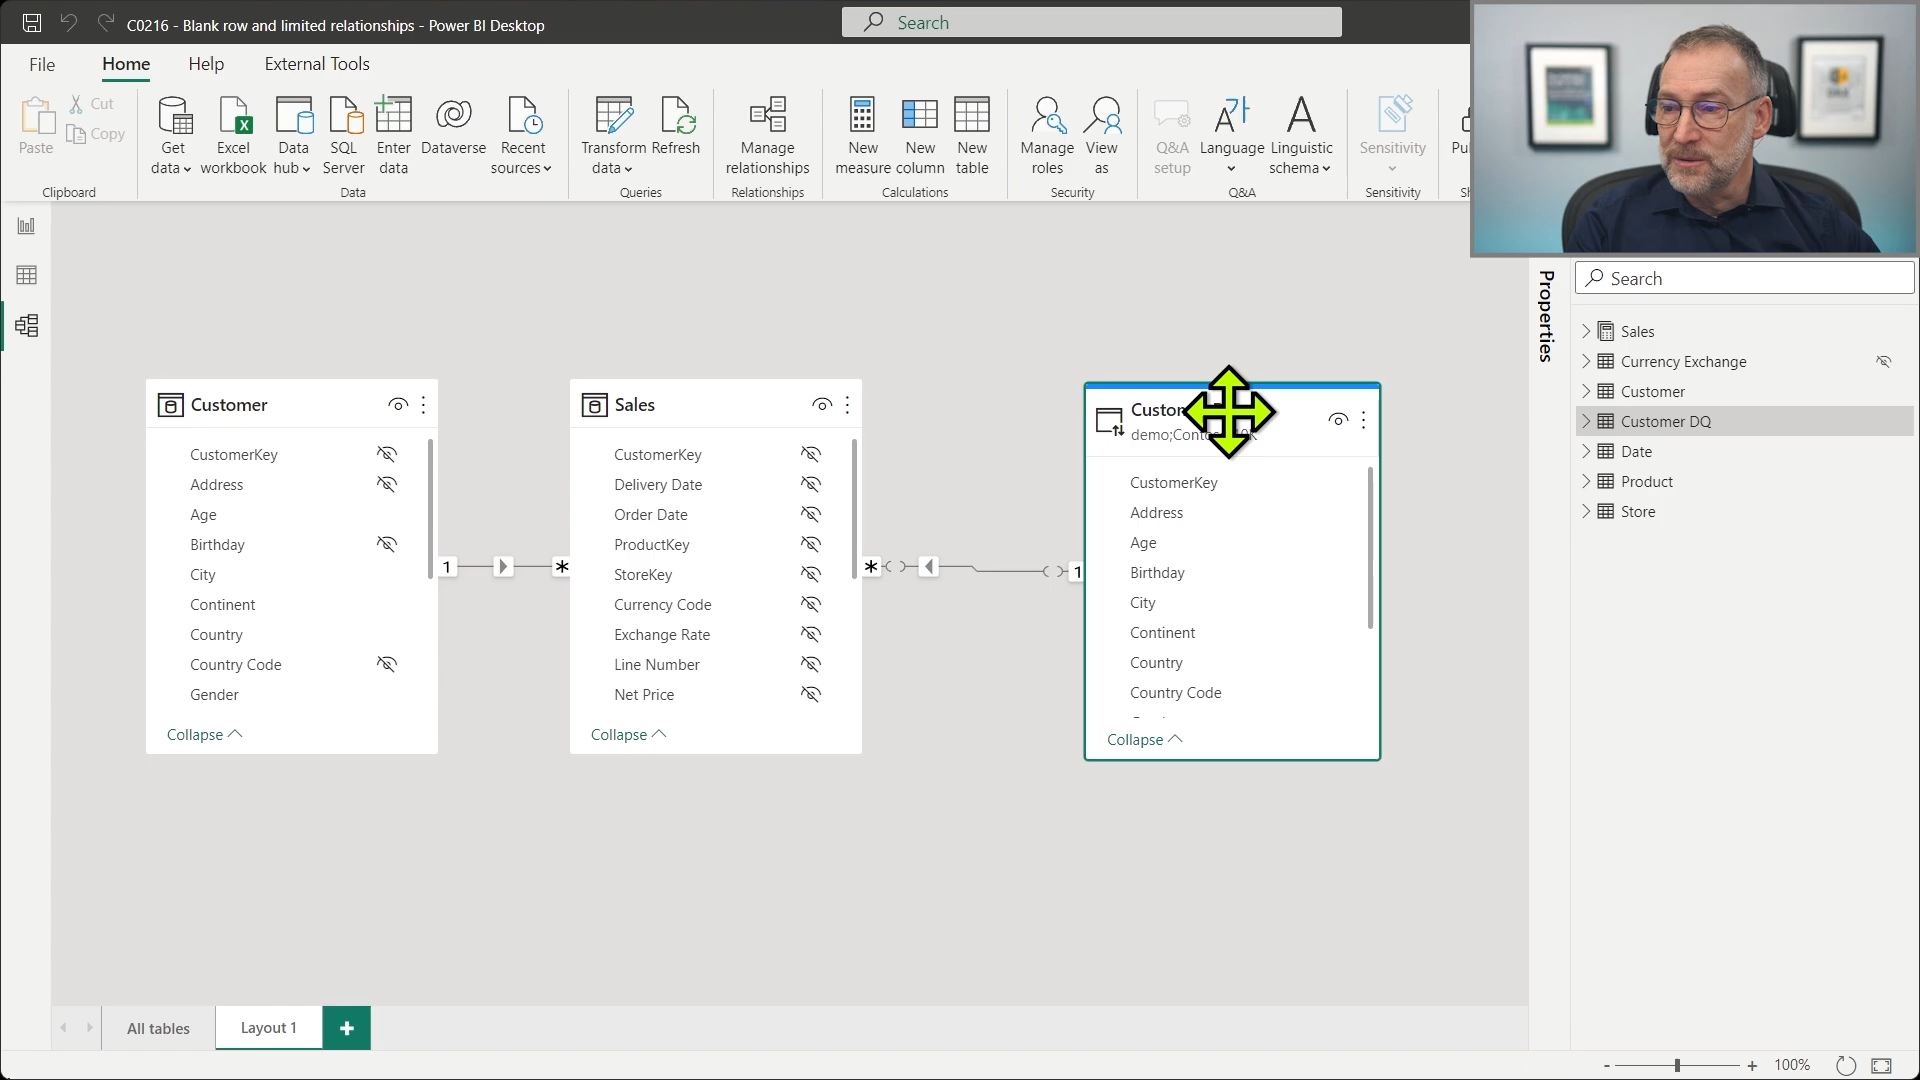 C0216 - Blank row and limited relationships - Power BI Desktop
Search
File Home Help External Tools
Paste
Cut
Copy
Get data
Excel workbook
Data hub
SQL Server
Enter data
Dataverse
Recent sources
Transform data
Refresh
Manage relationships
New measure
New column
New table
Manage roles
View as
Q&A setup
Language
Linguistic schema
Sensitivity
Clipboard Data Queries Relationships Calculations Security Q&A Sensitivity
Customer
CustomerKey
Address
Age
Birthday
City
Continent
Country
Country Code
Gender
Collapse
1
*
Sales
CustomerKey
Delivery Date
Order Date
ProductKey
StoreKey
Currency Code
Exchange Rate
Line Number
Net Price
Collapse
*
1
CustomerKey
Address
Age
Birthday
City
Continent
Country
Country Code
Collapse
Properties
Search
Sales
Currency Exchange
Customer
Customer DQ
Date
Product
Store
All tables
Layout 1
+
- + 100%